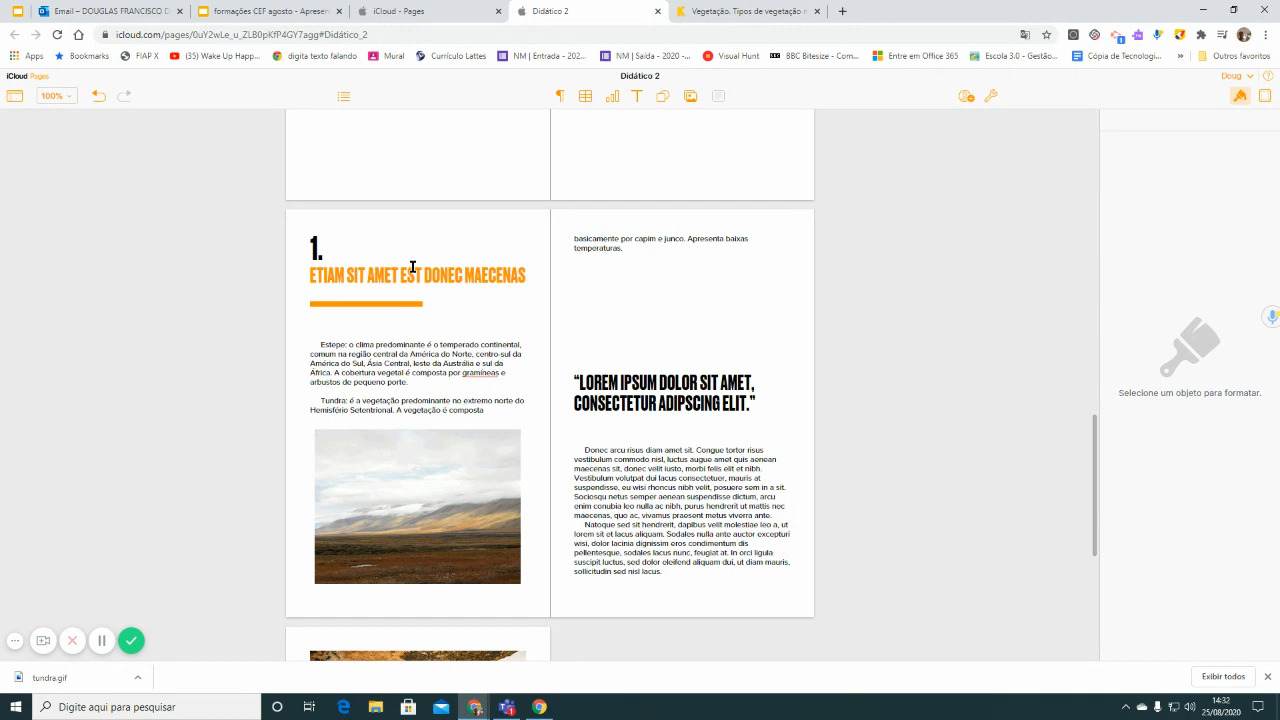 Email – DOUGLAS FRANCISCO D
formações CEF agosto - Apresen
iCloud - Pages
Didático 2
Vegetação. Tipos de vegetação n
icloud.com/pages/0uY2wLe_u_ZLB0pKfP4GY7agg#Didático_2
Apps
Bookmarks
FIAP X
(35) Wake Up Happ...
digita texto falando
Mural
Currículo Lattes
NM | Entrada - 202...
NM | Saída - 2020 -...
Visual Hunt
BBC Bitesize - Com...
Entre em Office 365
Escola 3.0 - Gestão...
Cópia de Tecnologi...
»
Outros favoritos
iCloud Pages
Didático 2
Doug
100%
1.
ETIAM SIT AMET EST DONEC MAECENAS
Estepe: o clima predominante é o temperado continental,
comum na região central da América do Norte, centro-sul da
América do Sul, Ásia Central, leste da Austrália e sul da
África. A cobertura vegetal é composta por gramíneas e
arbustos de pequeno porte.
Tundra: é a vegetação predominante no extremo norte do
Hemisfério Setentrional. A vegetação é composta
basicamente por capim e junco. Apresenta baixas
temperaturas.
“LOREM IPSUM DOLOR SIT AMET,
CONSECTETUR ADIPSCING ELIT.”
Donec arcu risus diam amet sit. Congue tortor risus
vestibulum commodo nisl, luctus augue amet quis aenean
maecenas sit, donec velit iusto, morbi felis elit et nibh.
Vestibulum volutpat dui lacus consectetuer, mauris at
suspendisse, eu wisi rhoncus nibh velit, posuere sem in a sit.
Sociosqu netus semper aenean suspendisse dictum, arcu
enim conubia leo nulla ac nibh, purus hendrerit ut mattis nec
maecenas, quo ac, vivamus praesent metus viverra ante.
Natoque sed sit hendrerit, dapibus velit molestiae leo a, ut
lorem sit et lacus aliquam. Sodales nulla ante auctor excepturi
wisi, dolor lacinia dignissim eros condimentum dis
pellentesque, sodales lacus nunc, feugiat at. In orci ligula
suscipit luctus, sed dolor eleifend aliquam dui, ut diam mauris,
sollicitudin sed nisl lacus.
Selecione um objeto para formatar.
tundra.gif
Exibir todos
Digite aqui para pesquisar
14:32
05/08/2020